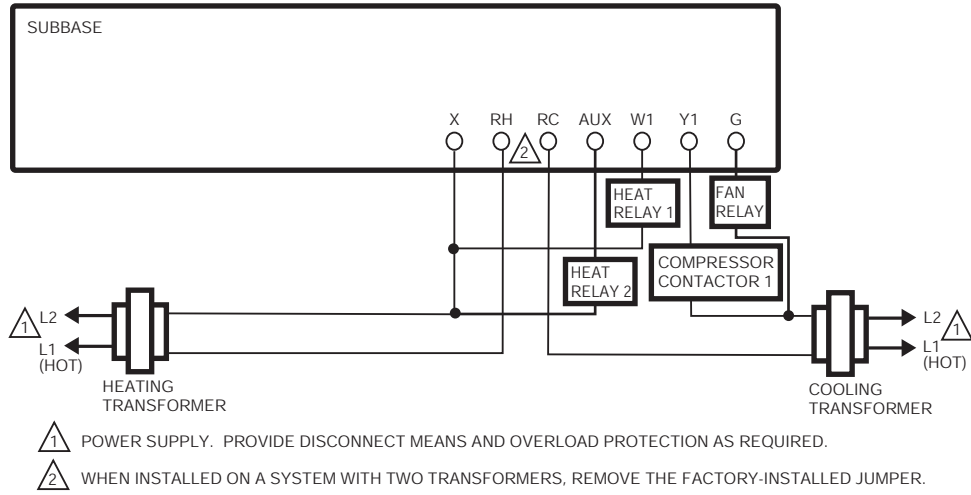 SUBBASE
X RH RC AUX W1 Y1 G
2
HEAT
RELAY 1
FAN
RELAY
HEAT
RELAY 2
COMPRESSOR
CONTACTOR 1
1
L2
L1
(HOT)
HEATING
TRANSFORMER
L2
1
L1
(HOT)
COOLING
TRANSFORMER
1 POWER SUPPLY. PROVIDE DISCONNECT MEANS AND OVERLOAD PROTECTION AS REQUIRED.
2 WHEN INSTALLED ON A SYSTEM WITH TWO TRANSFORMERS, REMOVE THE FACTORY-INSTALLED JUMPER.